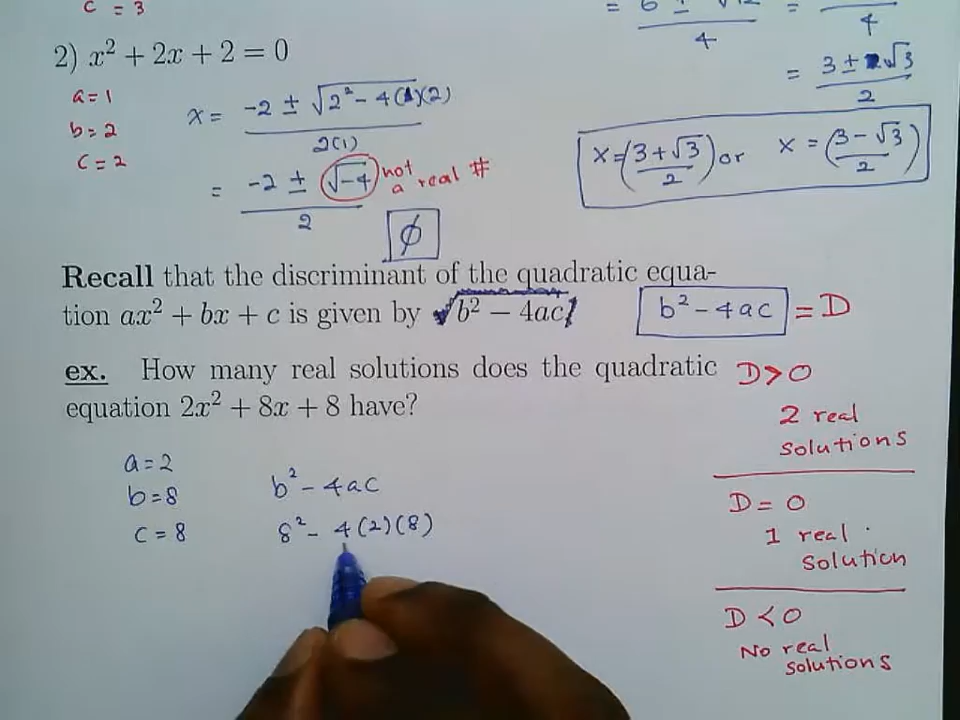 c = 3
4
4
2) x² + 2x + 2 = 0
a = 1
b = 2
c = 2
x = -2 ± √2² - 4(1)(2)
2(1)
= -2 ± √-4 not a real #
2
∅
= 3 ± √3
2
x = (3 + √3 / 2) or x = (3 - √3 / 2)
Recall that the discriminant of the quadratic equa-
tion ax² + bx + c is given by √b² − 4ac
b² - 4ac = D
ex. How many real solutions does the quadratic
equation 2x² + 8x + 8 have?
a = 2
b = 8
c = 8
b² - 4ac
8² - 4(2)(8)
D > 0
2 real
solutions
D = 0
1 real
solution
D < 0
No real
solutions